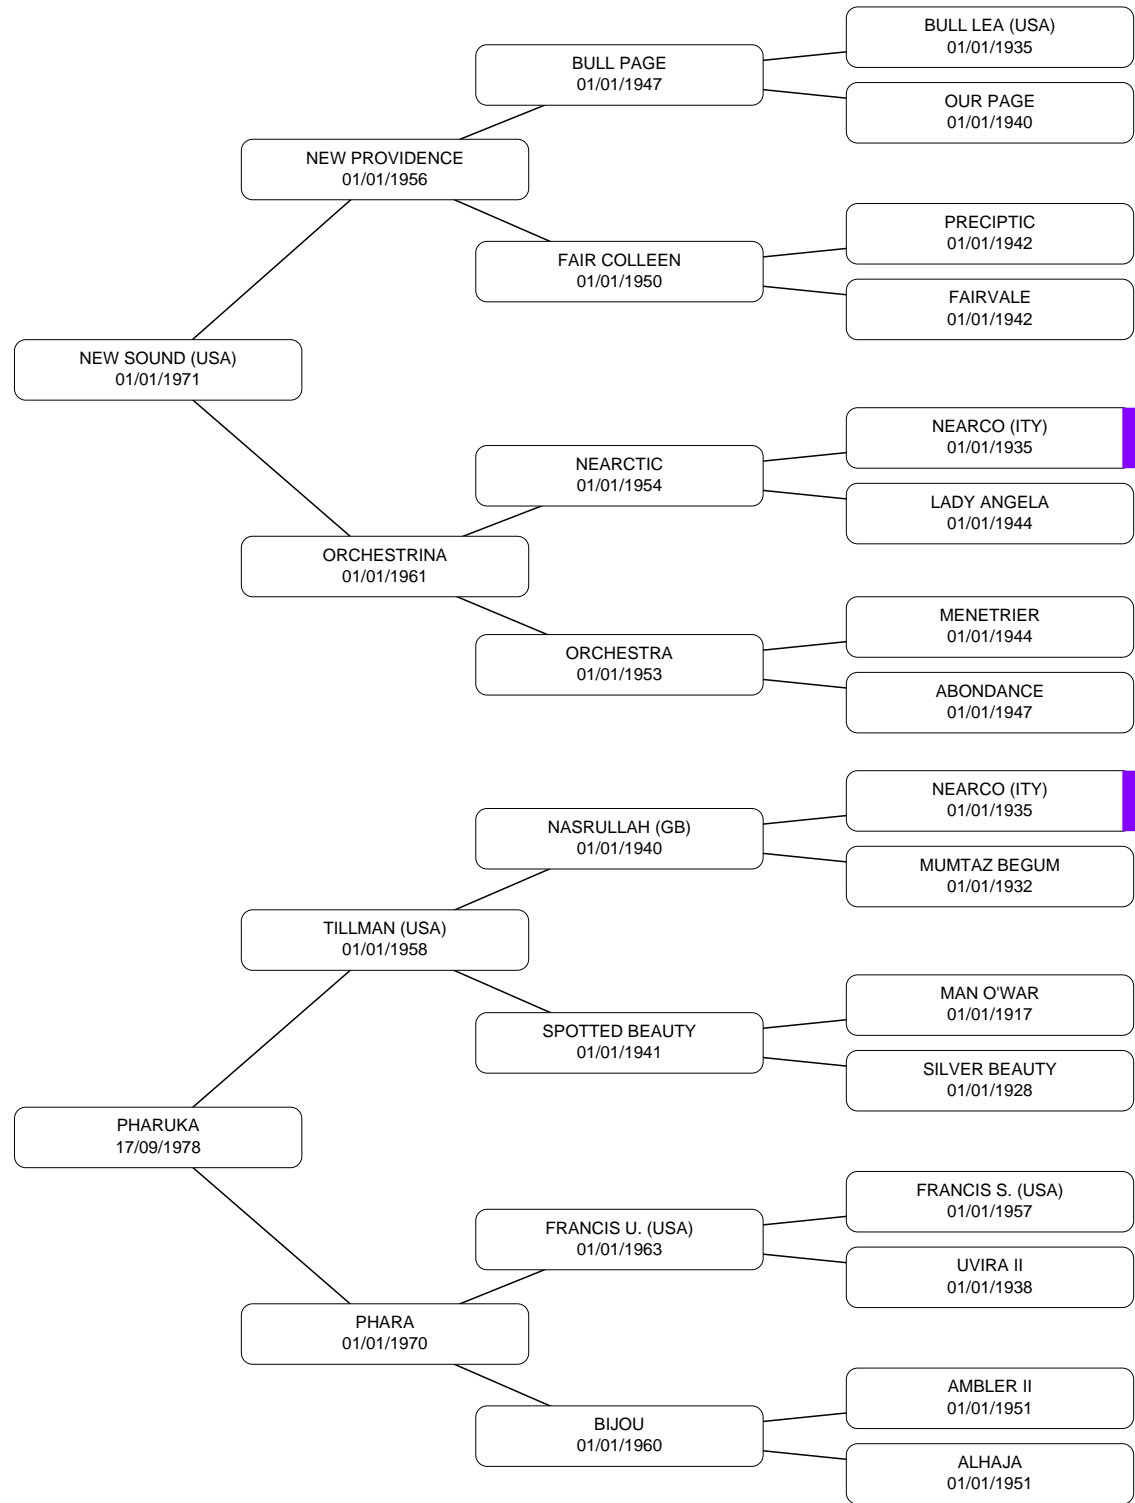 BULL LEA (USA)
01/01/1935
BULL PAGE
01/01/1947
OUR PAGE
01/01/1940
NEW PROVIDENCE
01/01/1956
PRECIPTIC
01/01/1942
FAIR COLLEEN
01/01/1950
FAIRVALE
01/01/1942
NEW SOUND (USA)
01/01/1971
NEARCO (ITY)
01/01/1935
NEARCTIC
01/01/1954
LADY ANGELA
01/01/1944
ORCHESTRINA
01/01/1961
MENETRIER
01/01/1944
ORCHESTRA
01/01/1953
ABONDANCE
01/01/1947
NEARCO (ITY)
01/01/1935
NASRULLAH (GB)
01/01/1940
MUMTAZ BEGUM
01/01/1932
TILLMAN (USA)
01/01/1958
MAN O'WAR
01/01/1917
SPOTTED BEAUTY
01/01/1941
SILVER BEAUTY
01/01/1928
PHARUKA
17/09/1978
FRANCIS S. (USA)
01/01/1957
FRANCIS U. (USA)
01/01/1963
UVIRA II
01/01/1938
PHARA
01/01/1970
AMBLER II
01/01/1951
BIJOU
01/01/1960
ALHAJA
01/01/1951